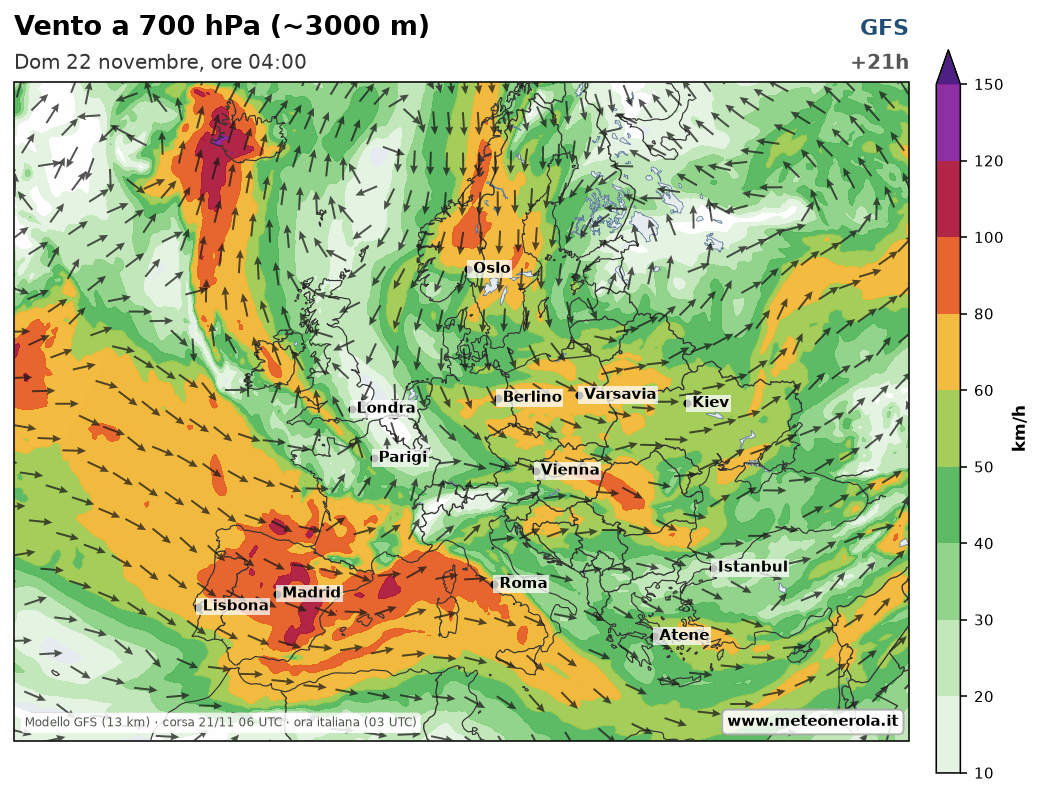 Vento a 700 hPa (~3000 m)
GFS
Dom 22 novembre, ore 04:00
+21h
150
120
100
80
60
50
40
30
20
10
km/h
Oslo
Berlino
Varsavia
Kiev
Londra
Parigi
Vienna
Istanbul
Roma
Madrid
Lisbona
Atene
Modello GFS (13 km) · corsa 21/11 06 UTC · ora italiana (03 UTC)
www.meteonerola.it